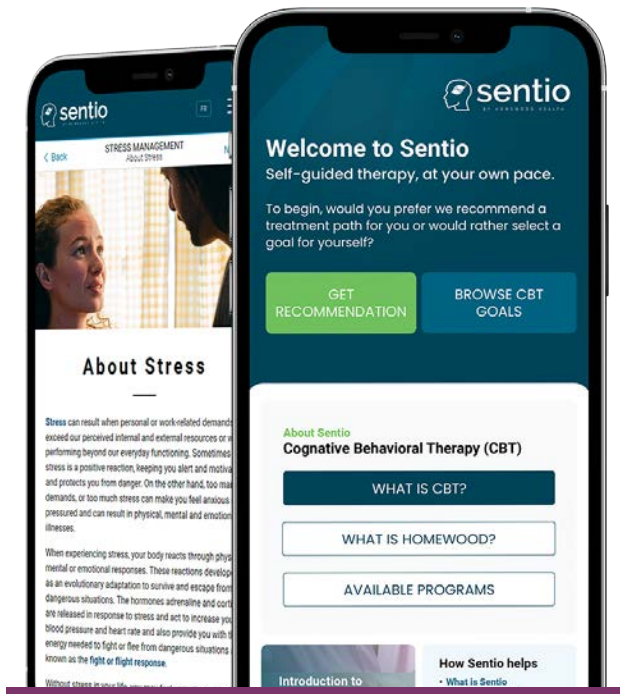 sentio
FR
< Back
STRESS MANAGEMENT
About Stress
About Stress
Stress can result when personal or work-related demands
exceed our perceived internal and external resources or
performing beyond our everyday functioning. Sometimes
stress is a positive reaction, keeping you alert and
and protects you from danger. On the other hand, too
demands, or too much stress can make you feel anxious
pressured and can result in physical, mental and
illnesses.
When experiencing stress, your body reacts through
mental or emotional responses. These reactions
as an evolutionary adaptation to survive and escape from
dangerous situations. The hormones adrenaline and
are released in response to stress and act to increase
blood pressure and heart rate and also provide you with
energy needed to fight or flee from dangerous situations
known as the fight or flight response.
Without stress in your life you may
sentio
BY HOMEWOOD HEALTH
Welcome to Sentio
Self-guided therapy, at your own pace.
To begin, would you prefer we recommend a
treatment path for you or would rather select a
goal for yourself?
GET
RECOMMENDATION
BROWSE CBT
GOALS
About Sentio
Cognative Behavioral Therapy (CBT)
WHAT IS CBT?
WHAT IS HOMEWOOD?
AVAILABLE PROGRAMS
Introduction to
How Sentio helps
• What is Sentio